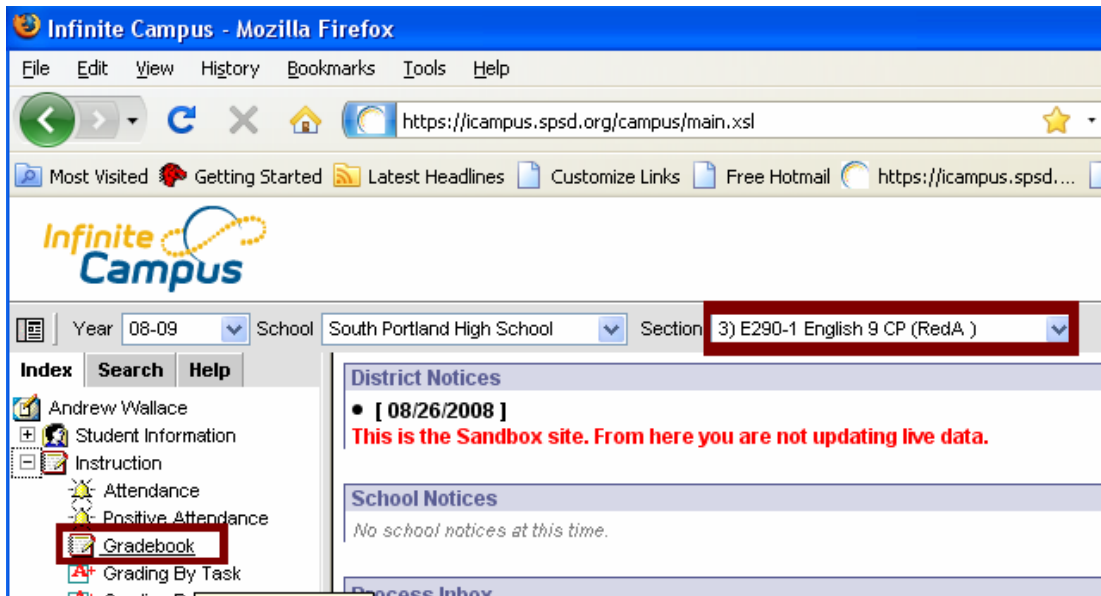 Infinite Campus - Mozilla Firefox
File Edit View History Bookmarks Tools Help
https://icampus.spsd.org/campus/main.xsl
Most Visited Getting Started Latest Headlines Customize Links Free Hotmail https://icampus.spsd....
Infinite
Campus
Year 08-09 School South Portland High School Section 3) E290-1 English 9 CP (RedA )
Index Search Help
District Notices
Andrew Wallace
• [ 08/26/2008 ]
Student Information
This is the Sandbox site. From here you are not updating live data.
Instruction
Attendance
School Notices
Positive Attendance
No school notices at this time.
Gradebook
Grading By Task
Process Inbox